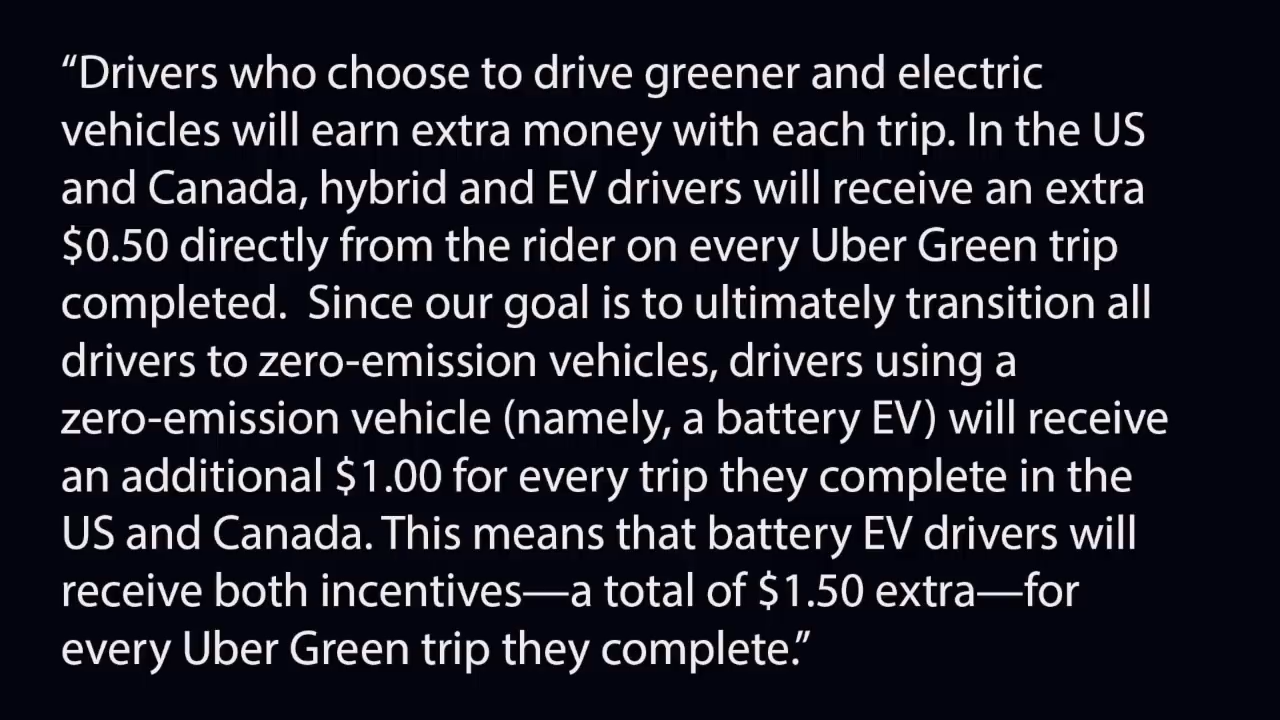 “Drivers who choose to drive greener and electric
vehicles will earn extra money with each trip. In the US
and Canada, hybrid and EV drivers will receive an extra
$0.50 directly from the rider on every Uber Green trip
completed.  Since our goal is to ultimately transition all
drivers to zero-emission vehicles, drivers using a
zero-emission vehicle (namely, a battery EV) will receive
an additional $1.00 for every trip they complete in the
US and Canada. This means that battery EV drivers will
receive both incentives—a total of $1.50 extra—for
every Uber Green trip they complete.”